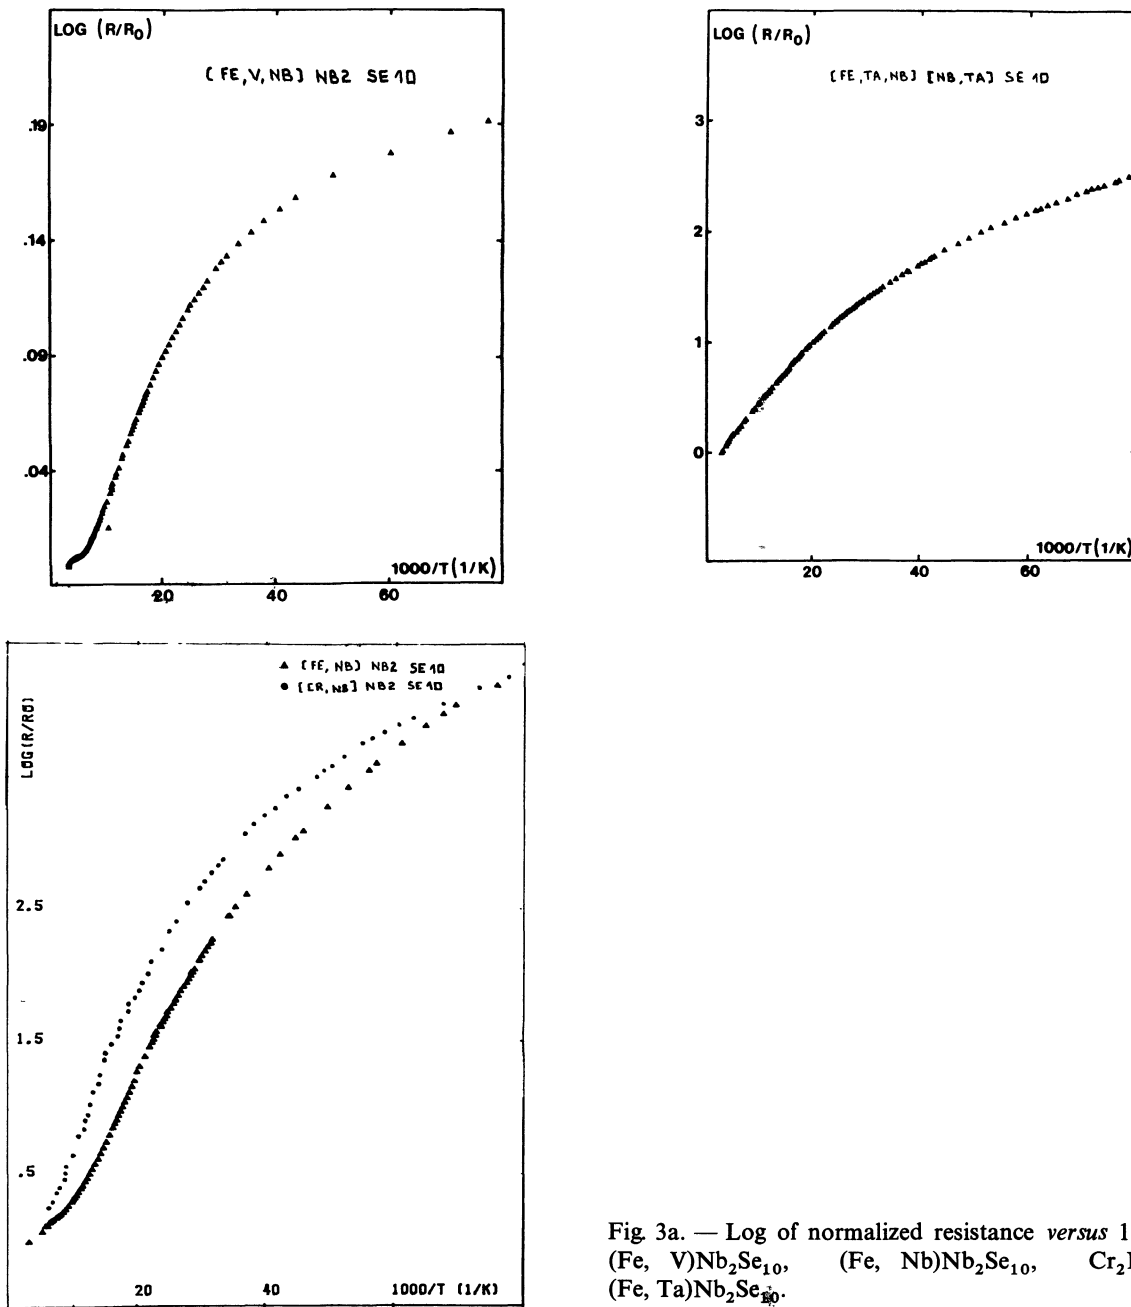 LOG (R/R0)
[FE,V,NB] NB2 SE10
.19
.14
.09
.04
1000/T(1/K)
20
60
LOG (R/R0)
[FE,TA,NB] [NB,TA] SE 10
3
2
1
0
1000/T(1/K)
20
60
▲ [FE,NB] NB2 SE10
● [CR,NB] NB2 SE10
LOG(R/R0)
2.5
1.5
.5
20
40
1000/T (1/K)
Fig. 3a. — Log of normalized resistance versus 1
(Fe, V)Nb2Se10, (Fe, Nb)Nb2Se10, Cr2
(Fe, Ta)Nb2Se10.